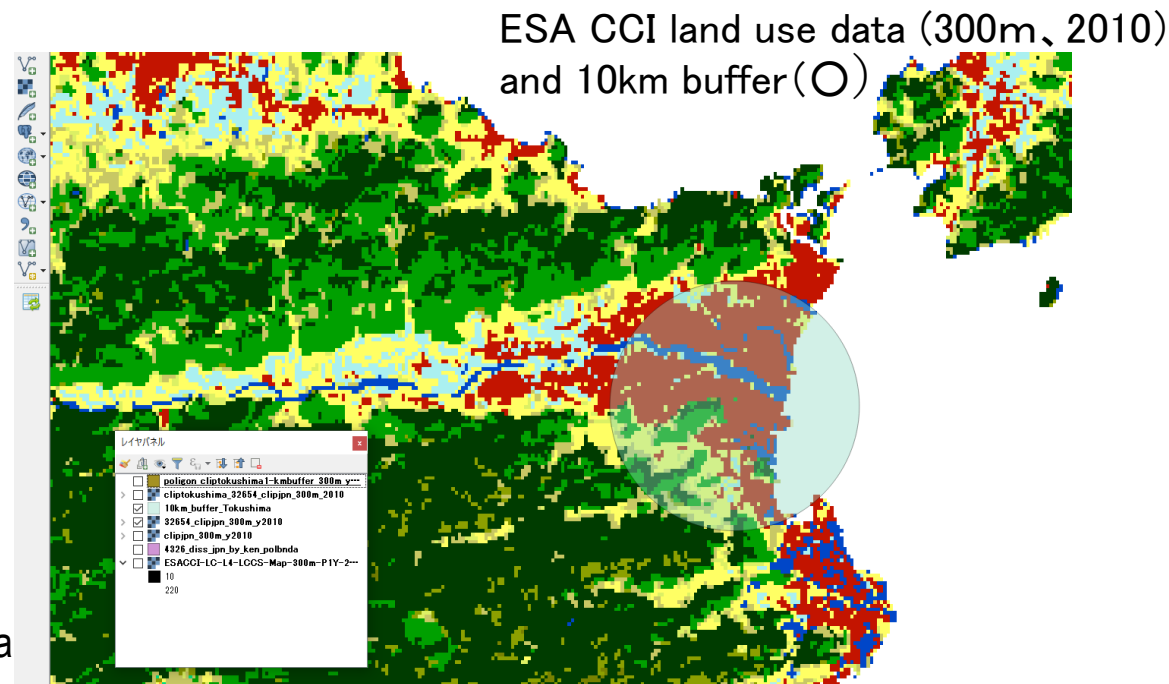 ESA CCI land use data (300m、2010)
and 10km buffer(〇)
レイヤパネル
poligon_cliptokushima1-kmbuffer_300m_y…
cliptokushima_32654_clipjpn_300m_2010
10km_buffer_Tokushima
32654_clipjpn_300m_y2010
clipjpn_300m_y2010
4326_diss_jpn_by_ken_polbnda
ESACCI-LC-L4-LCCS-Map-300m-P1Y-2…
10
220
a